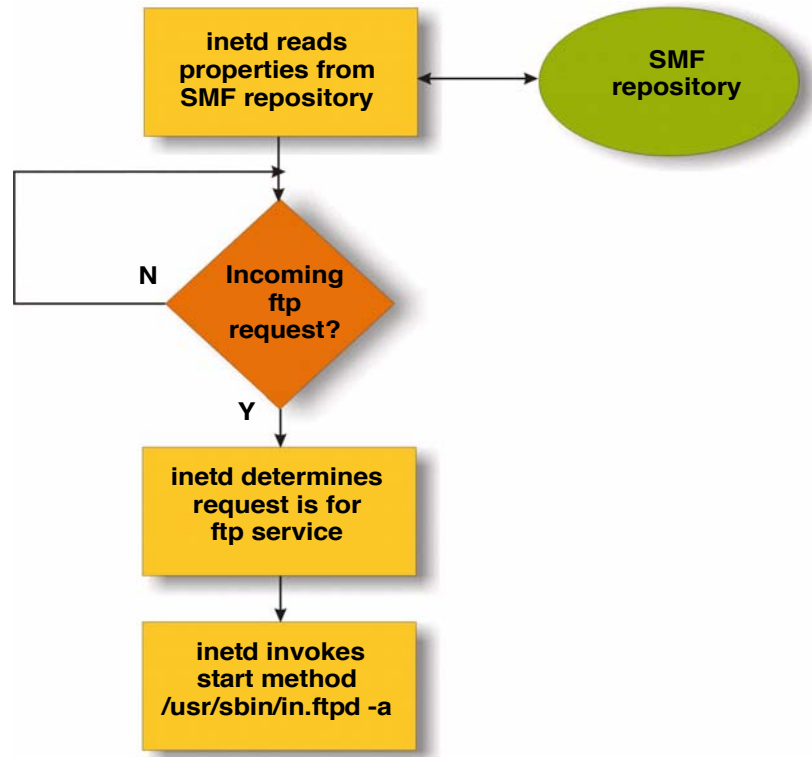 inetd reads
properties from
SMF repository
SMF
repository
N
Incoming
ftp
request?
Y
inetd determines
request is for
ftp service
inetd invokes
start method
/usr/sbin/in.ftpd -a